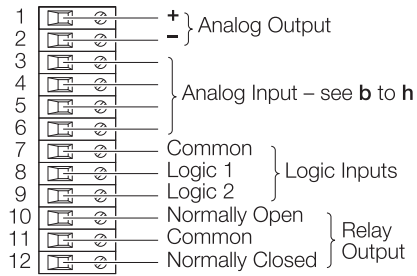 1 +
2 – Analog Output
3
4
5 Analog Input – see b to h
6
7 Common
8 Logic 1 Logic Inputs
9 Logic 2
10 Normally Open
11 Common Relay Output
12 Normally Closed